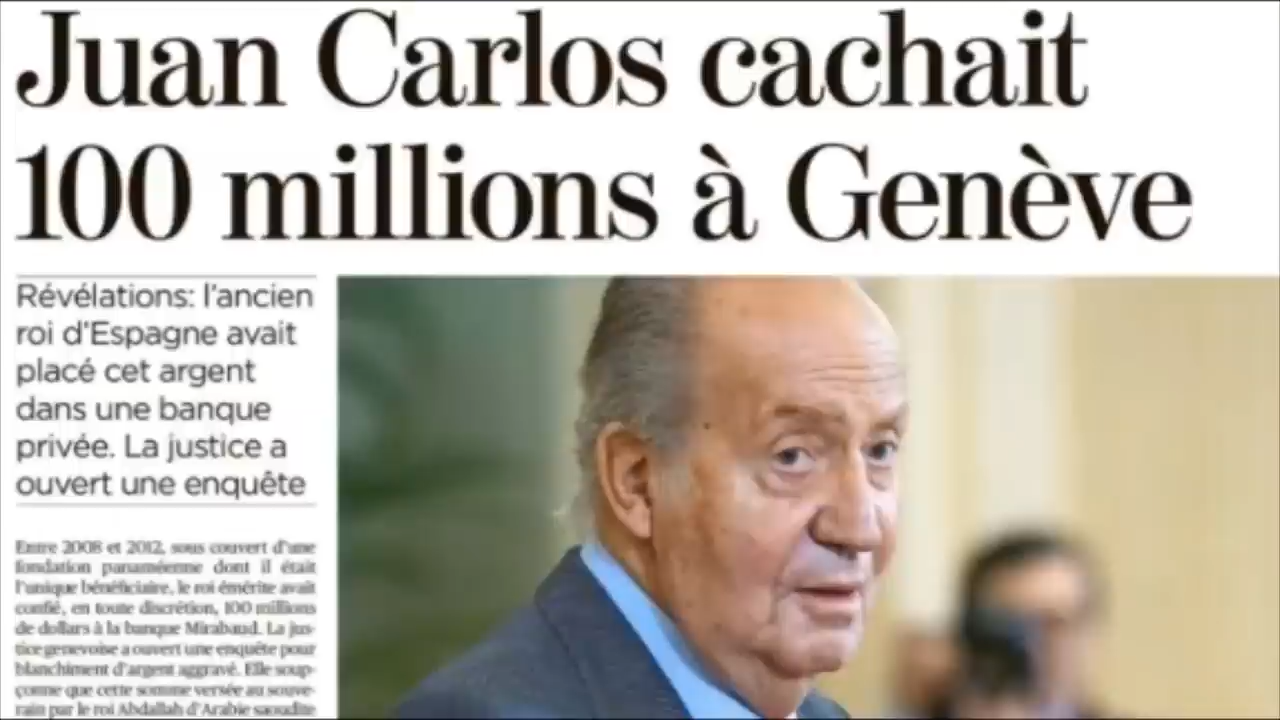 Juan Carlos cachait
100 millions à Genève
Révélations: l'ancien
roi d'Espagne avait
placé cet argent
dans une banque
privée. La justice a
ouvert une enquête
Entre 2008 et 2012, sous couvert d'une
fondation panaméenne dont il était
l'unique bénéficiaire, le roi émérite avait
confié, en toute discrétion, 100 millions
de dollars à la banque Mirabaud. La jus-
tice genevoise a ouvert une enquête pour
blanchiment d'argent aggravé. Elle soup-
çonne que cette somme versée au souve-
rain par le roi Abdallah d'Arabie saoudite